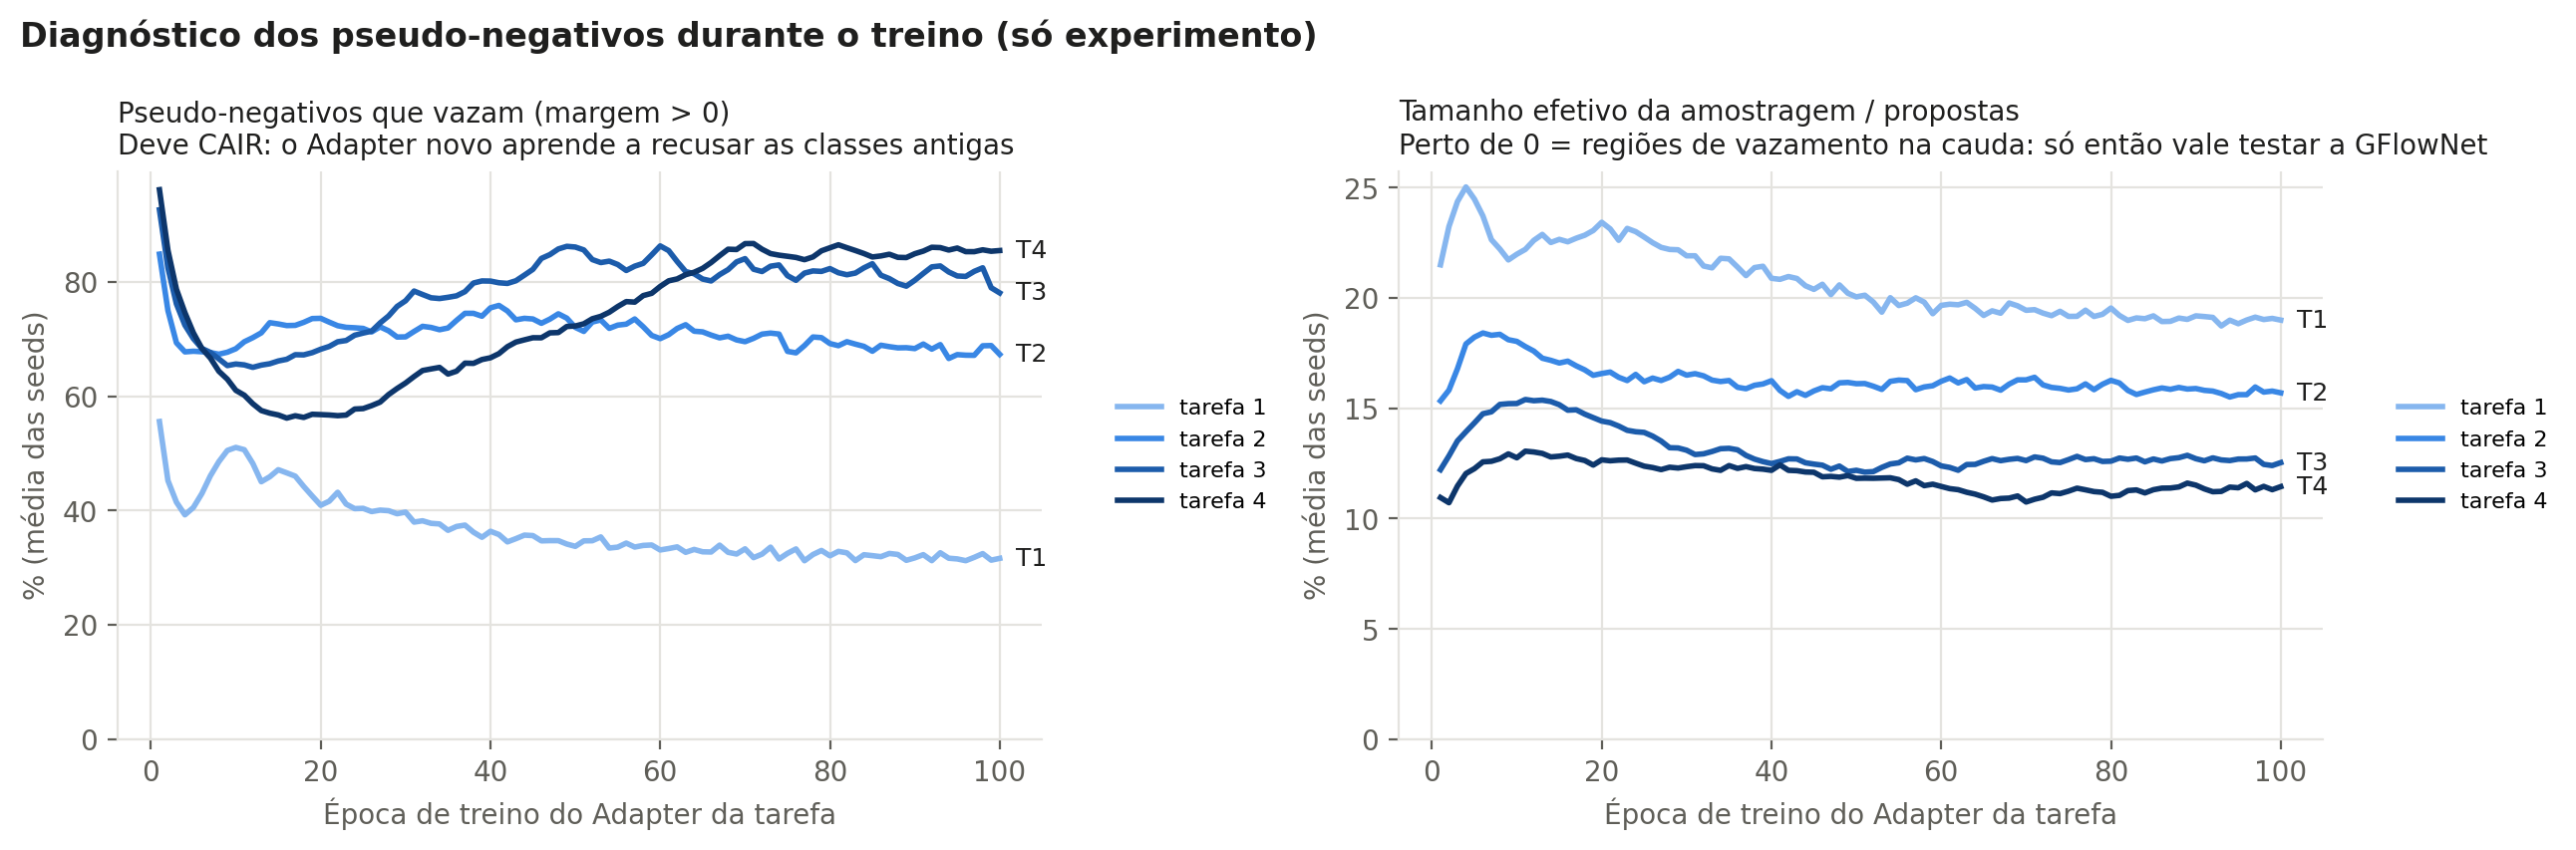 Diagnóstico dos pseudo-negativos durante o treino (só experimento)
Pseudo-negativos que vazam (margem > 0)
Deve CAIR: o Adapter novo aprende a recusar as classes antigas
% (média das seeds)
80
60
40
20
0
0 20 40 60 80 100
Época de treino do Adapter da tarefa
T4
T3
T2
T1
tarefa 1
tarefa 2
tarefa 3
tarefa 4
Tamanho efetivo da amostragem / propostas
Perto de 0 = regiões de vazamento na cauda: só então vale testar a GFlowNet
% (média das seeds)
25
20
15
10
5
0
0 20 40 60 80 100
Época de treino do Adapter da tarefa
T1
T2
T3
T4
tarefa 1
tarefa 2
tarefa 3
tarefa 4